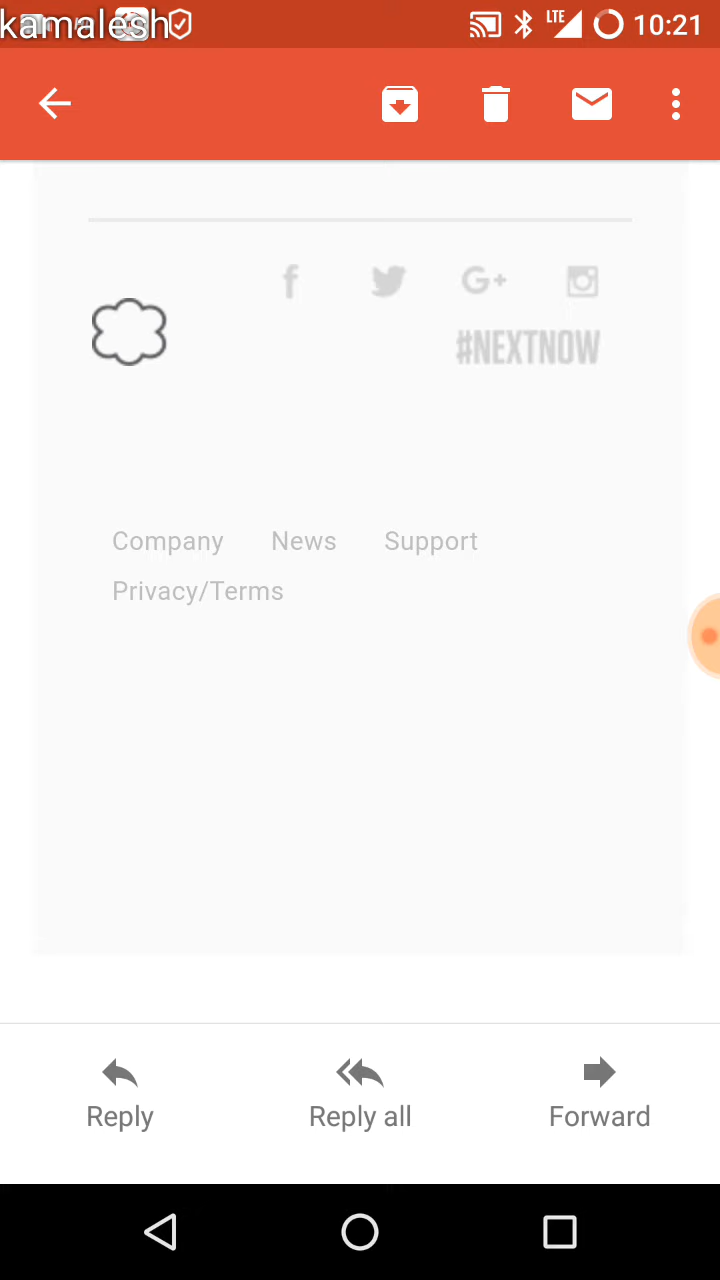 kamalesh
LTE 10:21
f G+
#NEXTNOW
Company News Support
Privacy/Terms
Reply Reply all Forward